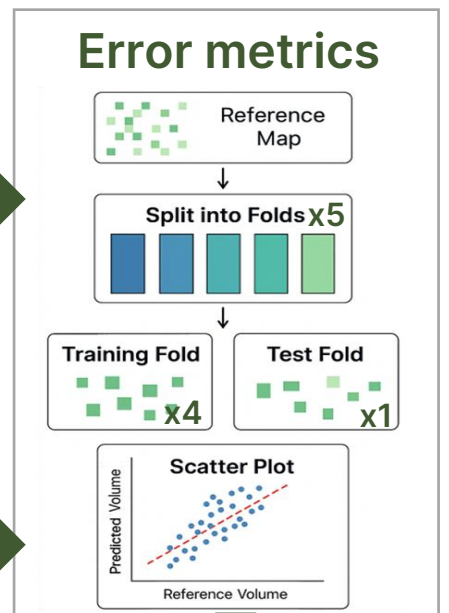 Error metrics
Reference
Map
Split into Folds x5
Training Fold
x4
Test Fold
x1
Scatter Plot
Predicted Volume
Reference Volume